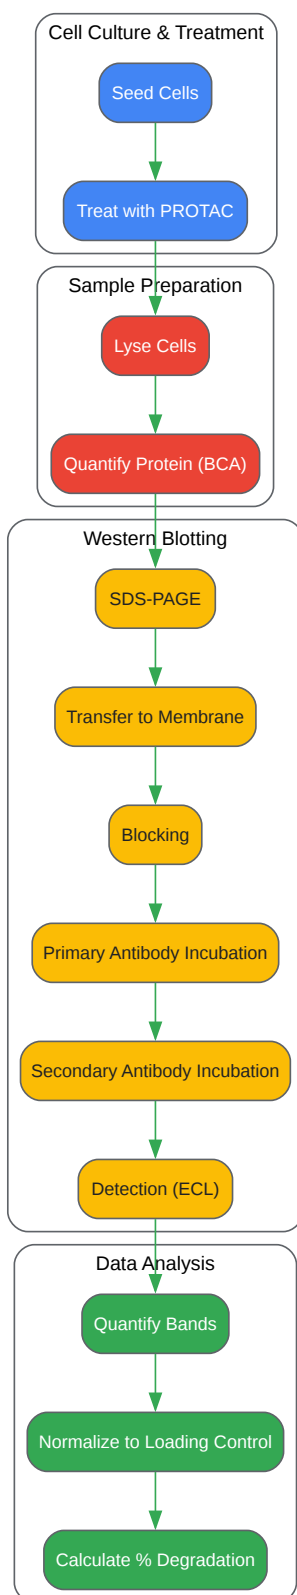 Cell Culture & Treatment
Seed Cells
Treat with PROTAC
Sample Preparation
Lyse Cells
Quantify Protein (BCA)
Western Blotting
SDS-PAGE
Transfer to Membrane
Blocking
Primary Antibody Incubation
Secondary Antibody Incubation
Detection (ECL)
Data Analysis
Quantify Bands
Normalize to Loading Control
Calculate % Degradation